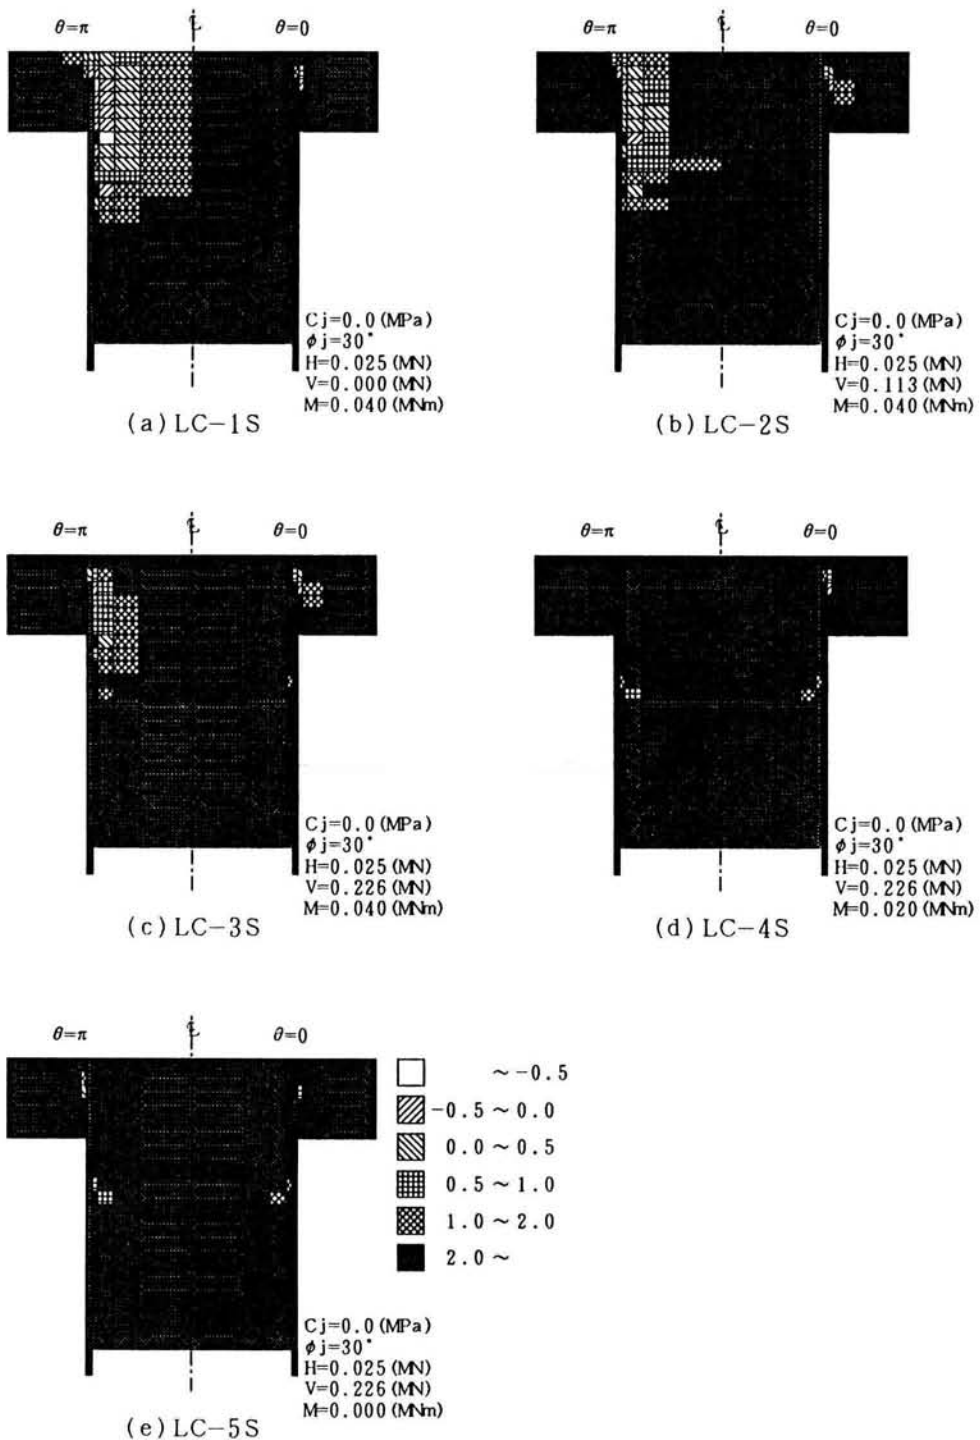 θ=π ℄ θ=0
θ=π ℄ θ=0
Cj=0.0(MPa)
φj=30°
H=0.025(MN)
V=0.000(MN)
M=0.040(MNm)
(a) LC-1S
Cj=0.0(MPa)
φj=30°
H=0.025(MN)
V=0.113(MN)
M=0.040(MNm)
(b) LC-2S
θ=π ℄ θ=0
θ=π ℄ θ=0
Cj=0.0(MPa)
φj=30°
H=0.025(MN)
V=0.226(MN)
M=0.040(MNm)
(c) LC-3S
Cj=0.0(MPa)
φj=30°
H=0.025(MN)
V=0.226(MN)
M=0.020(MNm)
(d) LC-4S
θ=π ℄ θ=0
~-0.5
-0.5~0.0
0.0~0.5
0.5~1.0
1.0~2.0
2.0~
Cj=0.0(MPa)
φj=30°
H=0.025(MN)
V=0.226(MN)
M=0.000(MNm)
(e) LC-5S